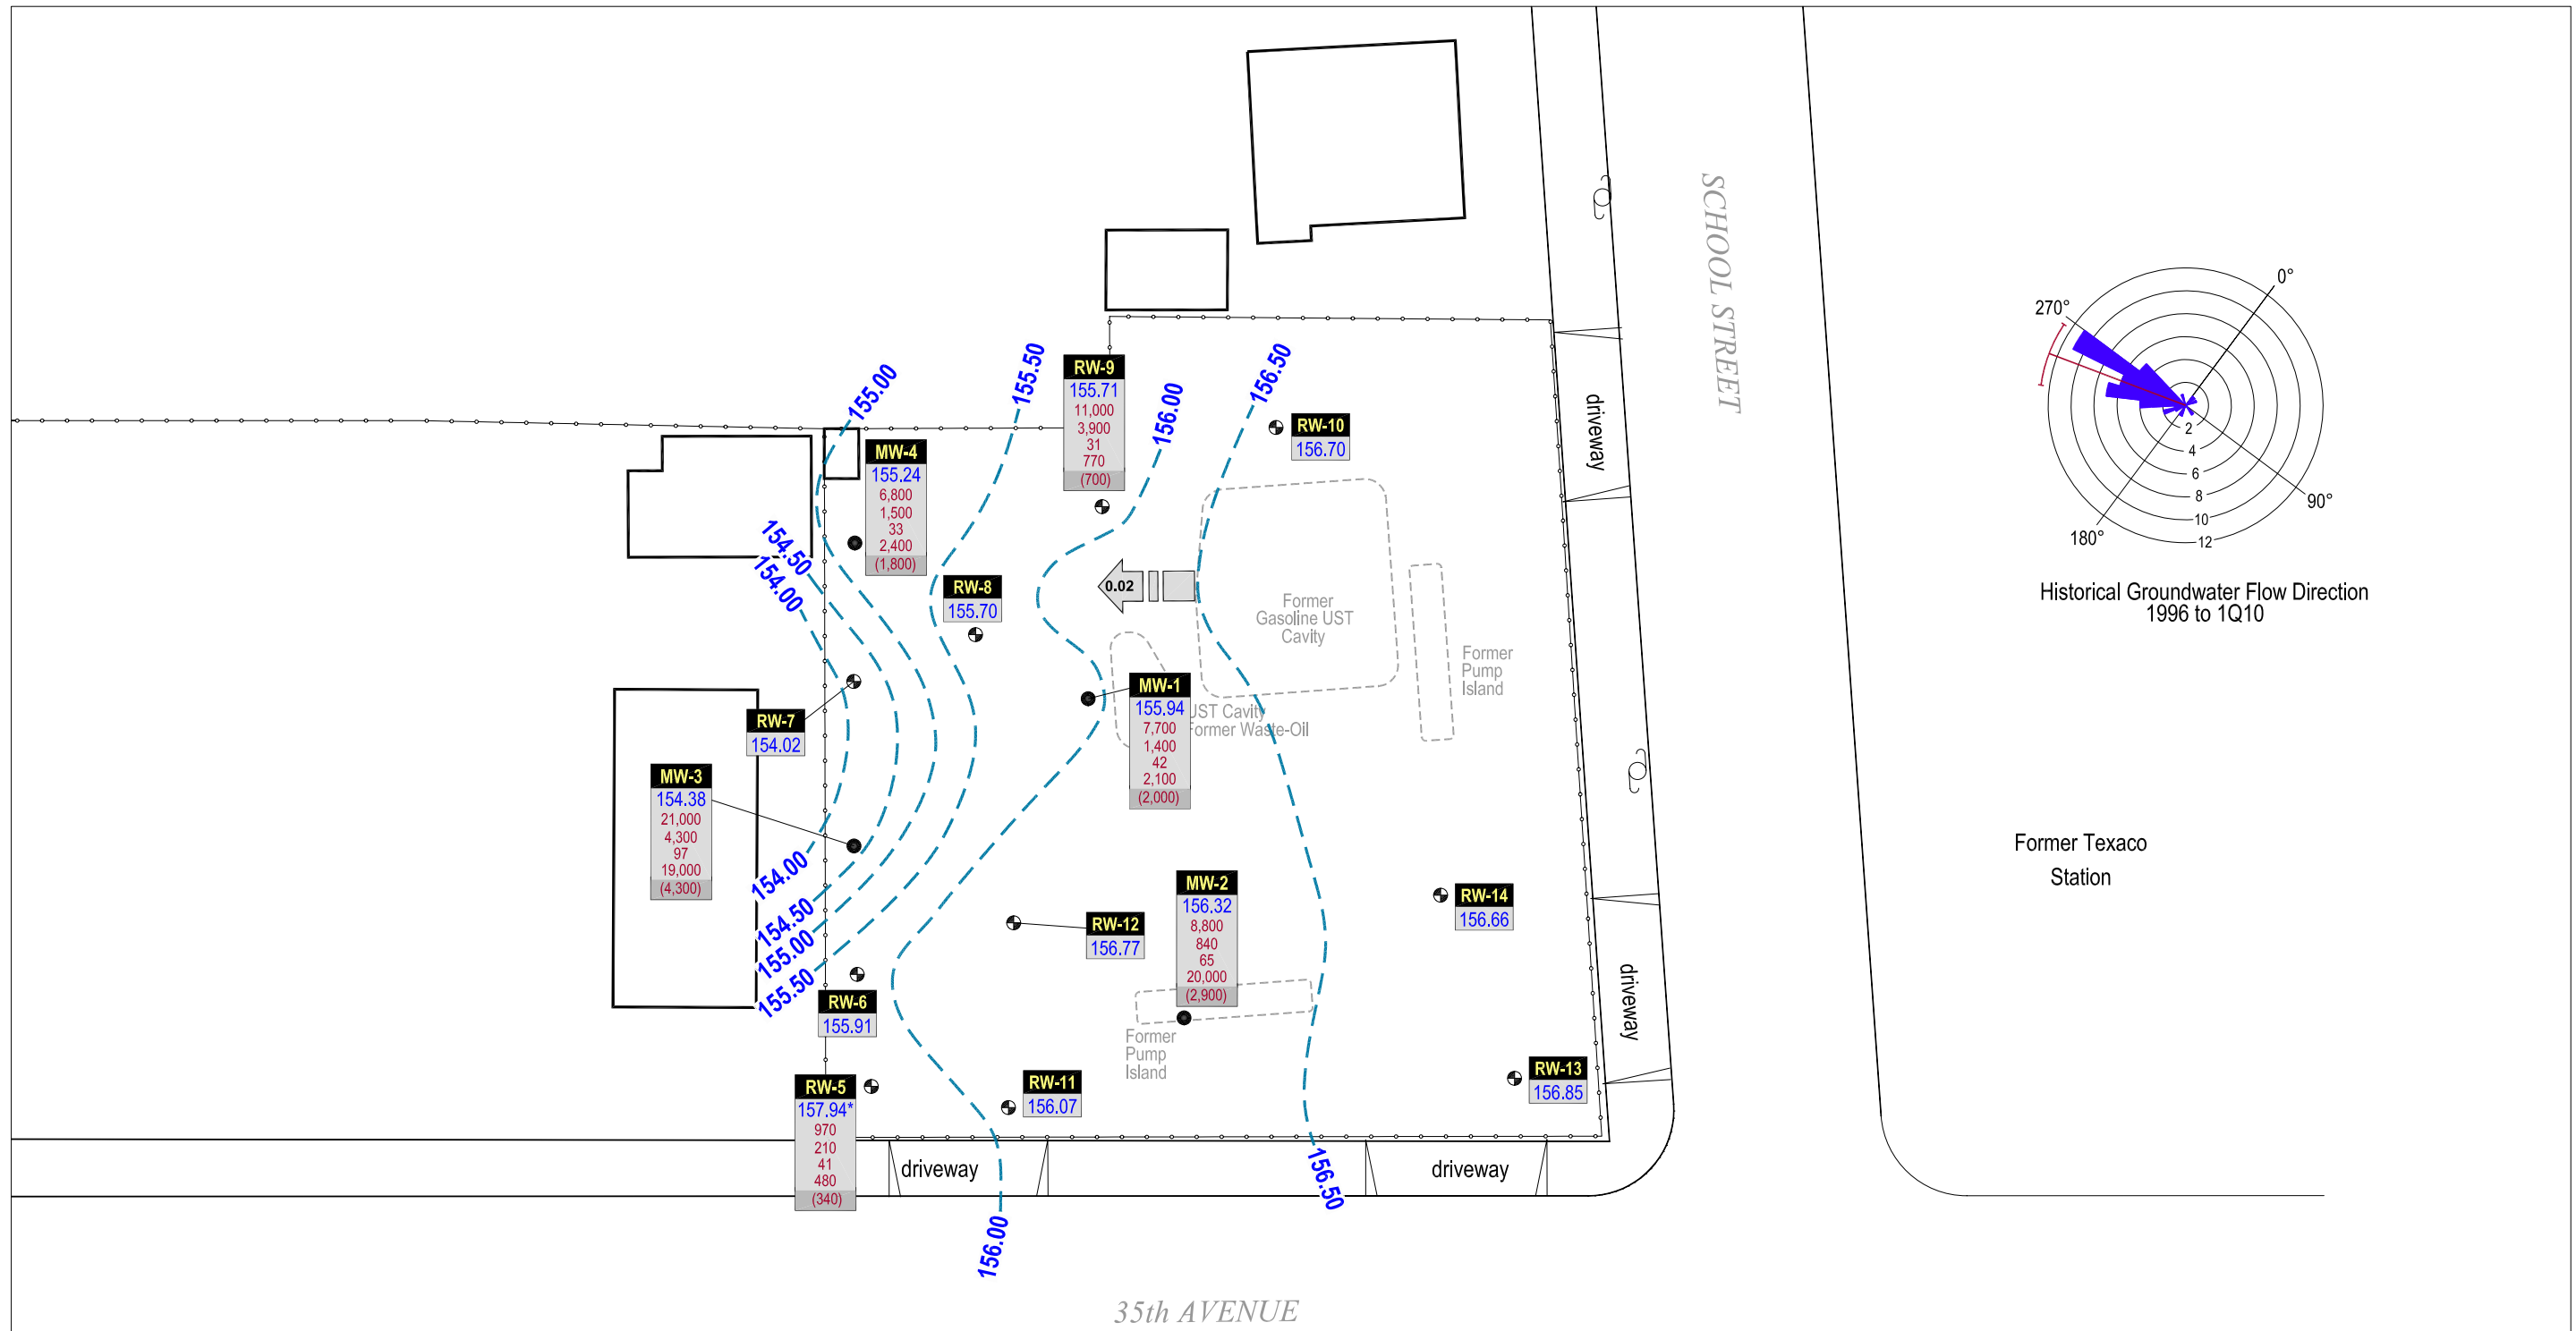 SCHOOL STREET
driveway
0°
270°
90°
180°
2
4
6
8
10
12
Historical Groundwater Flow Direction
1996 to 1Q10
155.00
155.50
156.00
156.50
RW-9
155.71
11,000
3,900
31
770
(700)
RW-10
156.70
MW-4
155.24
6,800
1,500
33
2,400
(1,800)
154.50
154.00
RW-8
155.70
0.02
Former
Gasoline UST
Cavity
Former
Pump
Island
MW-1
155.94
7,700
1,400
42
2,100
(2,000)
UST Cavity
Former Waste-Oil
RW-7
154.02
MW-3
154.38
21,000
4,300
97
19,000
(4,300)
154.00
154.50
155.00
155.50
Former Texaco
Station
MW-2
156.32
8,800
840
65
20,000
(2,900)
RW-14
156.66
RW-12
156.77
RW-6
155.91
driveway
Former
Pump
Island
RW-13
156.85
RW-11
156.07
RW-5
157.94*
970
210
41
480
(340)
driveway
driveway
156.00
156.50
35th AVENUE